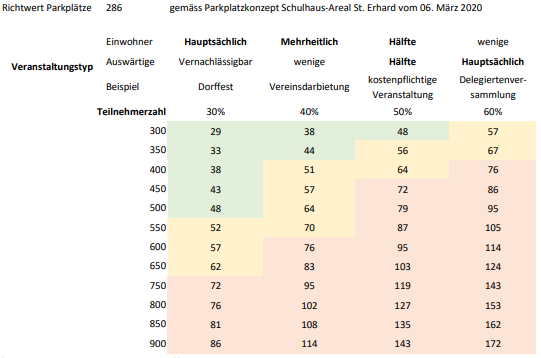 Richtwert Parkplätze 286 gemäss Parkplatzkonzept Schulhaus-Areal St. Erhard vom 06. März 2020
Einwohner Hauptsächlich Mehrheitlich Hälfte wenige
Veranstaltungstyp Auswärtige Vernachlässigbar wenige Hälfte Hauptsächlich
Beispiel Dorffest Vereinsdarbietung kostenpflichtige Delegiertenver-
Veranstaltung sammlung
Teilnehmerzahl 30% 40% 50% 60%
300 29 38 48 57
350 33 44 56 67
400 38 51 64 76
450 43 57 72 86
500 48 64 79 95
550 52 70 87 105
600 57 76 95 114
650 62 83 103 124
750 72 95 119 143
800 76 102 127 153
850 81 108 135 162
900 86 114 143 172